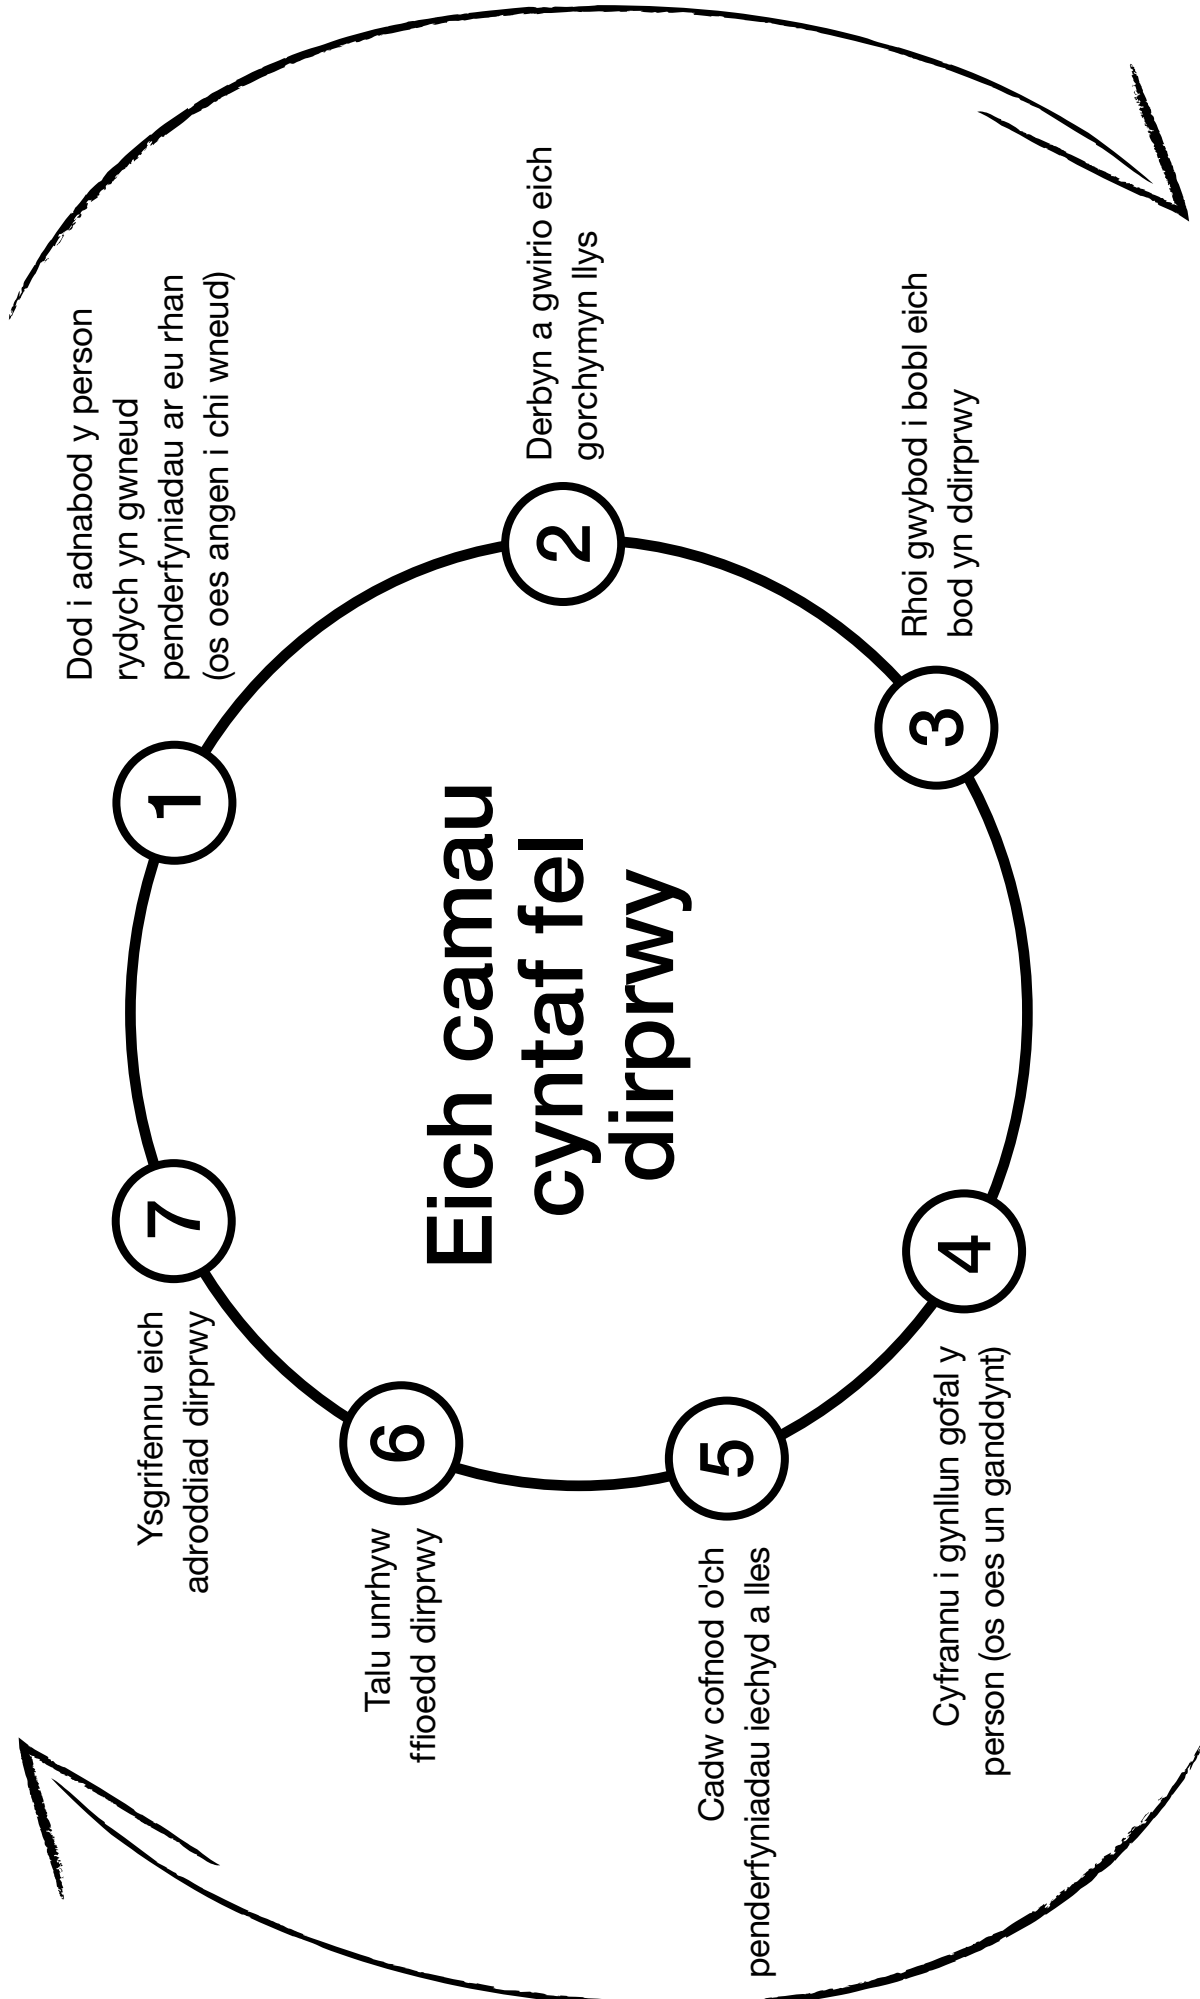 Eich camau
cyntaf fel
dirprwy
1
Dod i adnabod y person
rydych yn gwneud
penderfyniadau ar eu rhan
(os oes angen i chi wneud)
2
Derbyn a gwirio eich
gorchymyn llys
3
Rhoi gwybod i bobl eich
bod yn ddirprwy
4
Cyfrannu i gynllun gofal y
person (os oes un ganddynt)
5
Cadw cofnod o'ch
penderfyniadau iechyd a lles
6
Talu unrhyw
ffioedd dirprwy
7
Ysgrifennu eich
adroddiad dirprwy